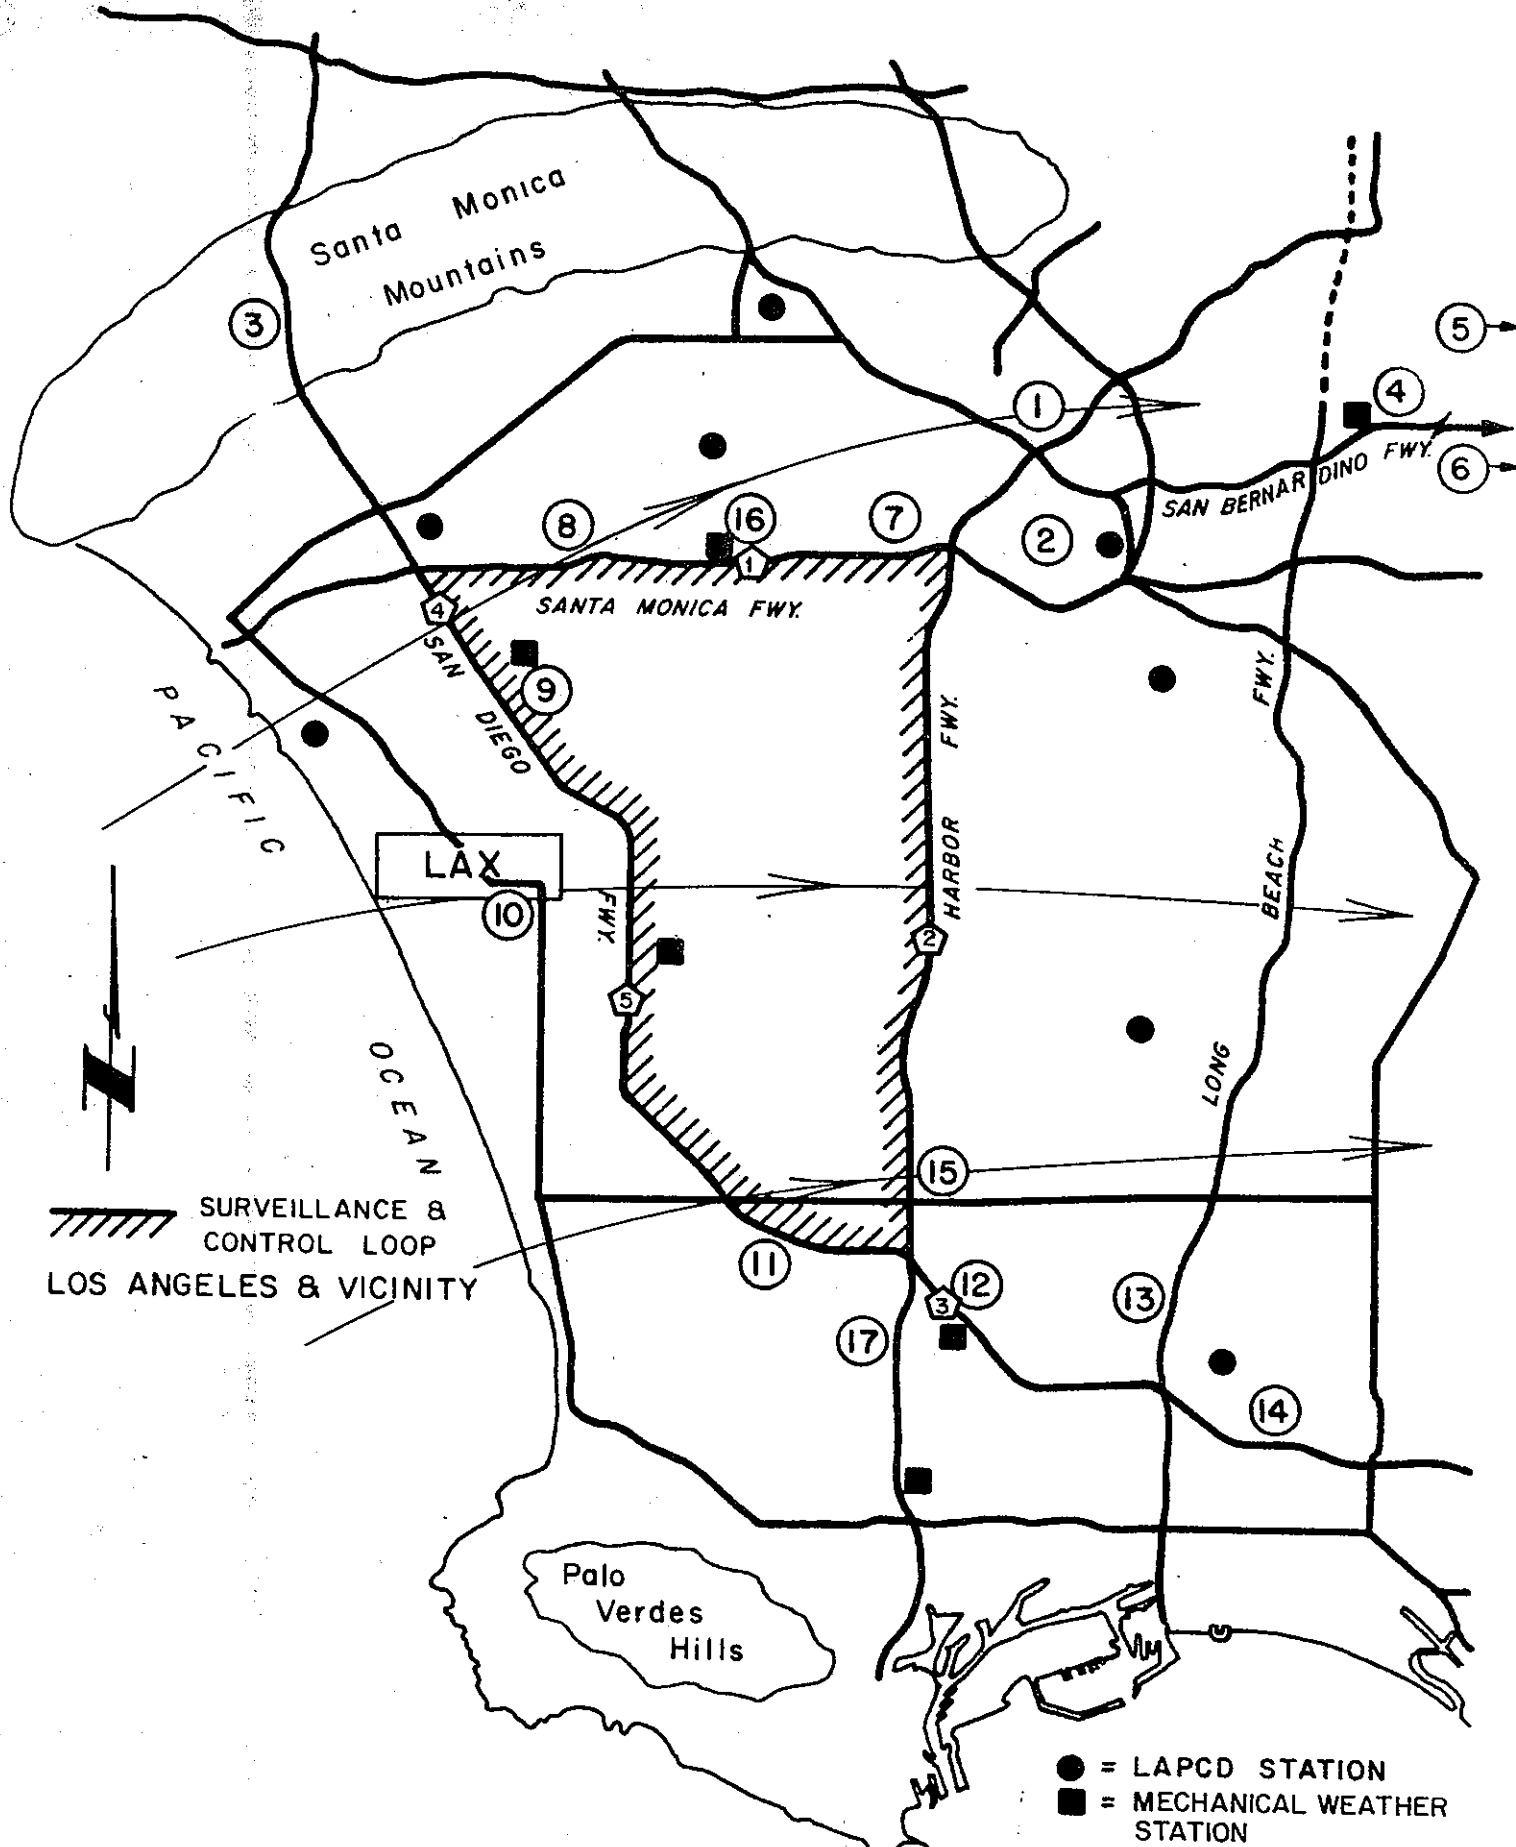 Santa Monica
Mountains
3
5
1
4
SAN BERNARDINO FWY.
6
8
16
7
2
1
4
SANTA MONICA FWY.
SAN DIEGO FWY.
9
PACIFIC
OCEAN
HARBOR FWY.
LONG BEACH FWY.
LAX
10
2
5
N
15
SURVEILLANCE &
CONTROL LOOP
LOS ANGELES & VICINITY
11
12
3
13
17
14
Palo
Verdes
Hills
= LAPCD STATION
= MECHANICAL WEATHER
STATION